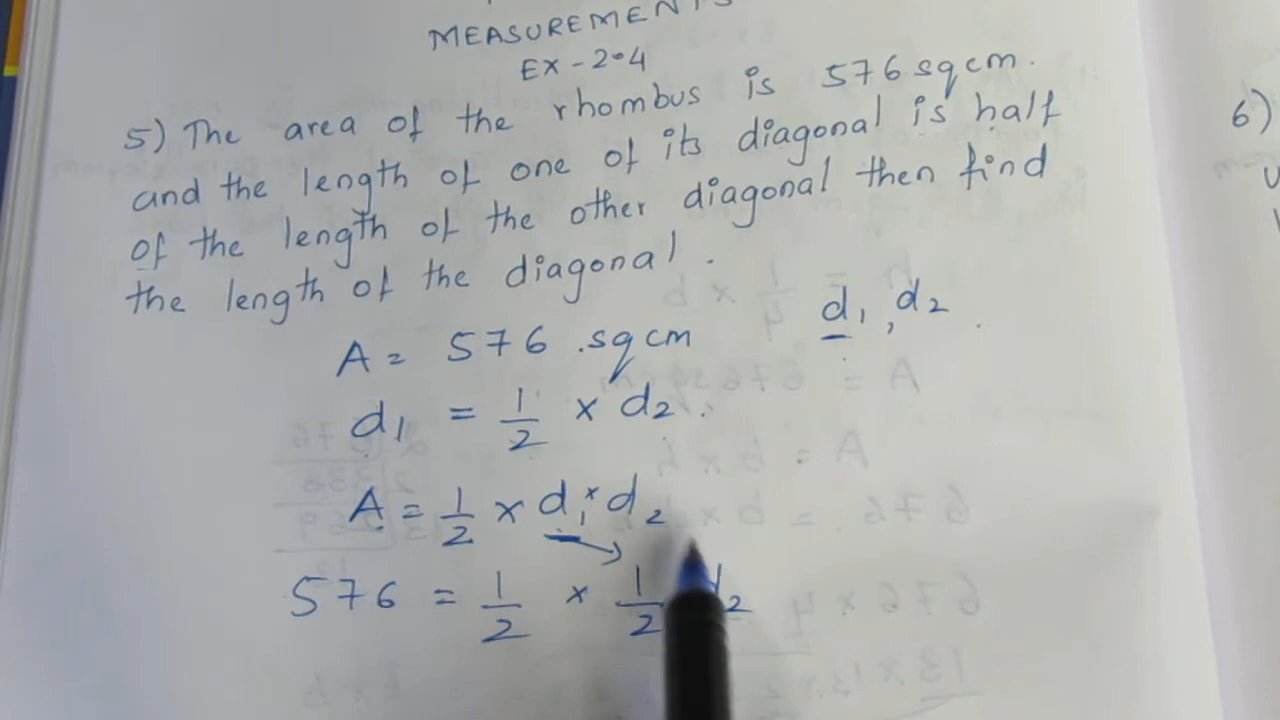 MEASUREMENTS
EX-2.4
5) The area of the rhombus is 576 sq cm.
and the length of one of its diagonal is half
of the length of the other diagonal then find
the length of the diagonal.
d1, d2
A = 576 .sq cm
d1 = 1/2 × d2
A = 1/2 × d1 × d2
576 = 1/2 × 1/2 d2
6)